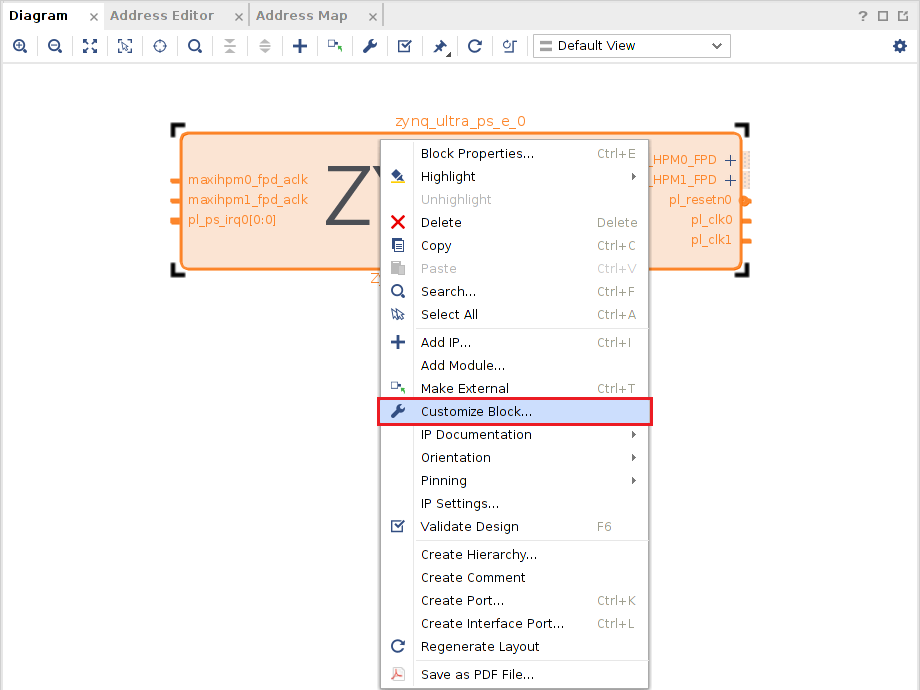 Diagram × Address Editor × Address Map × ?
Default View
zynq_ultra_ps_e_0
maxihpm0_fpd_aclk
maxihpm1_fpd_aclk
pl_ps_irq0[0:0]
_HPM0_FPD
_HPM1_FPD
pl_resetn0
pl_clk0
pl_clk1
Block Properties... Ctrl+E
Highlight
Unhighlight
Delete Delete
Copy Ctrl+C
Paste Ctrl+V
Search... Ctrl+F
Select All Ctrl+A
Add IP... Ctrl+I
Add Module...
Make External Ctrl+T
Customize Block...
IP Documentation
Orientation
Pinning
IP Settings...
Validate Design F6
Create Hierarchy...
Create Comment
Create Port... Ctrl+K
Create Interface Port... Ctrl+L
Regenerate Layout
Save as PDF File...